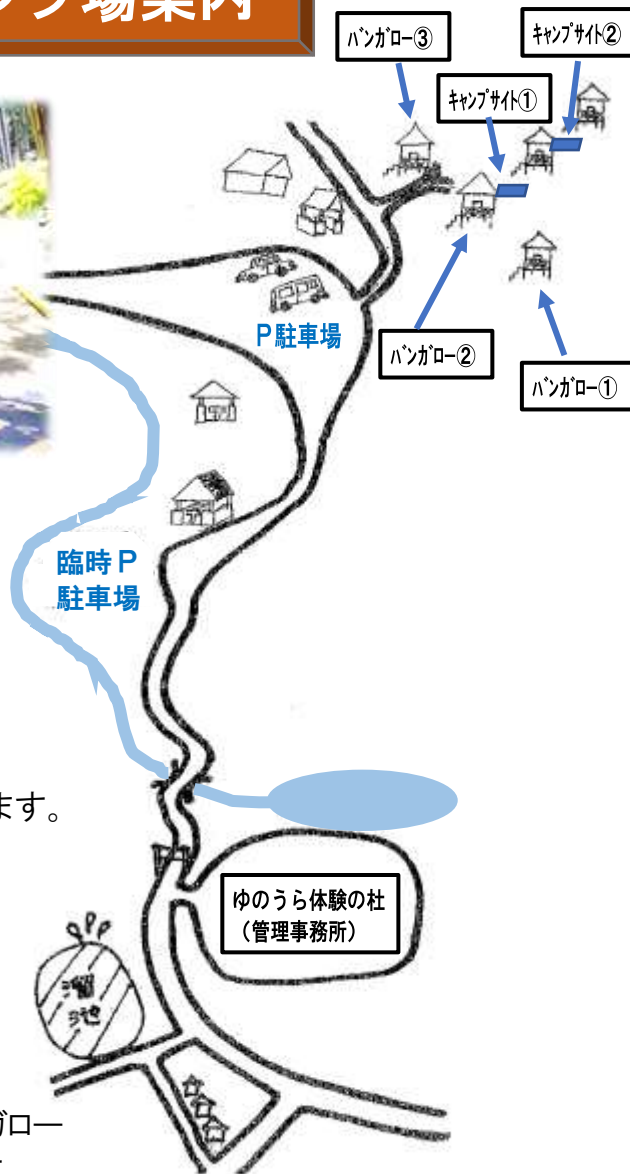 プ場案内
ﾊﾞﾝｶﾞﾛｰ③
ｷｬﾝﾌﾟｻｲﾄ②
ｷｬﾝﾌﾟｻｲﾄ①
P駐車場
ﾊﾞﾝｶﾞﾛｰ②
ﾊﾞﾝｶﾞﾛｰ①
臨時P
駐車場
ます。
ゆのうら体験の杜
（管理事務所）
溜
池
ガロー